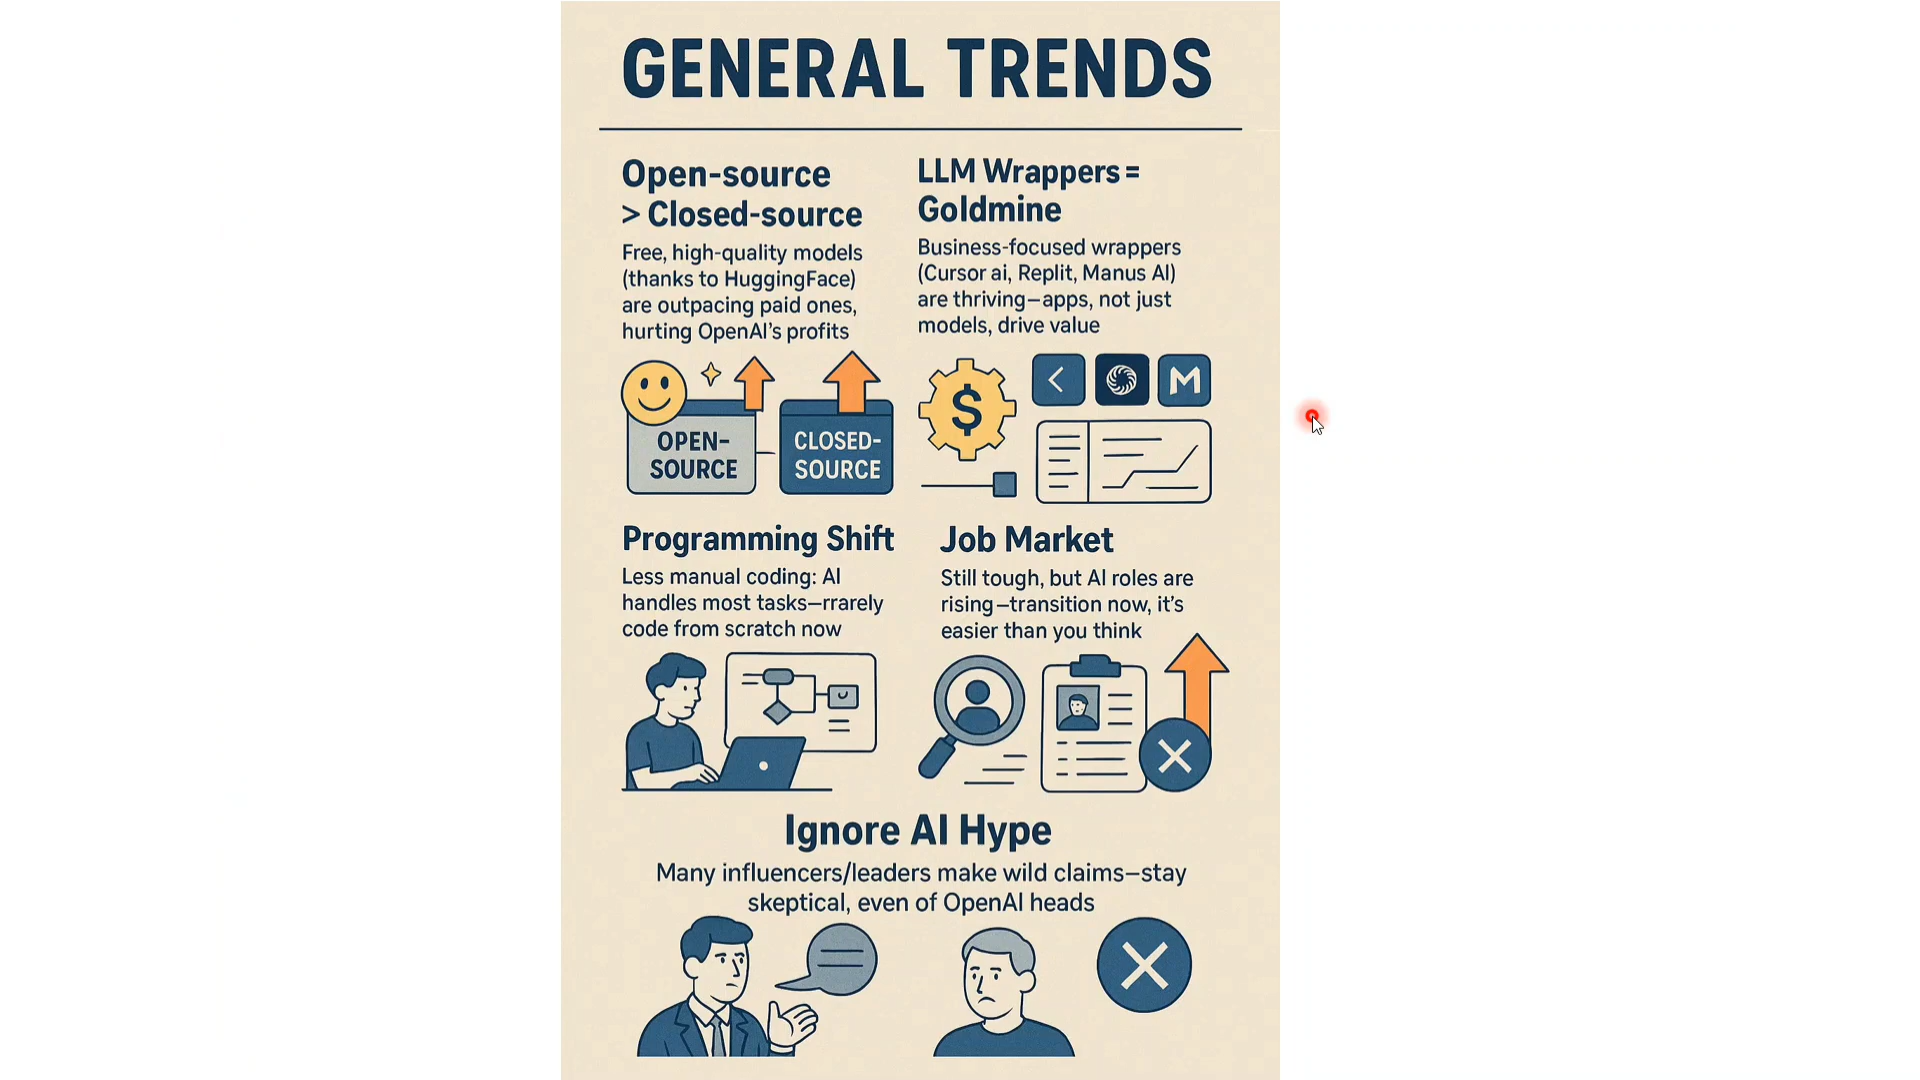 GENERAL TRENDS
Open-source
> Closed-source
Free, high-quality models
(thanks to HuggingFace)
are outpacing paid ones,
hurting OpenAI's profits
OPEN-
SOURCE
CLOSED-
SOURCE
LLM Wrappers =
Goldmine
Business-focused wrappers
(Cursor ai, Replit, Manus AI)
are thriving—apps, not just
models, drive value
$
M
Programming Shift
Less manual coding: AI
handles most tasks—rrarely
code from scratch now
Job Market
Still tough, but AI roles are
rising—transition now, it's
easier than you think
Ignore AI Hype
Many influencers/leaders make wild claims—stay
skeptical, even of OpenAI heads